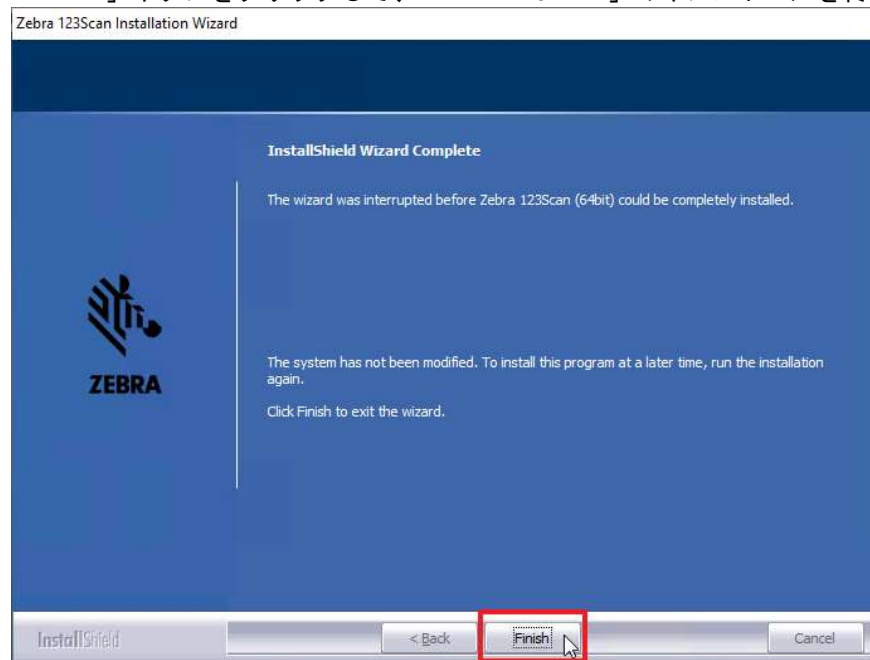 Zebra 123Scan Installation Wizard
InstallShield Wizard Complete
The wizard was interrupted before Zebra 123Scan (64bit) could be completely installed.
ZEBRA
The system has not been modified. To install this program at a later time, run the installation
again.
Click Finish to exit the wizard.
InstallShield
< Back
Finish
Cancel